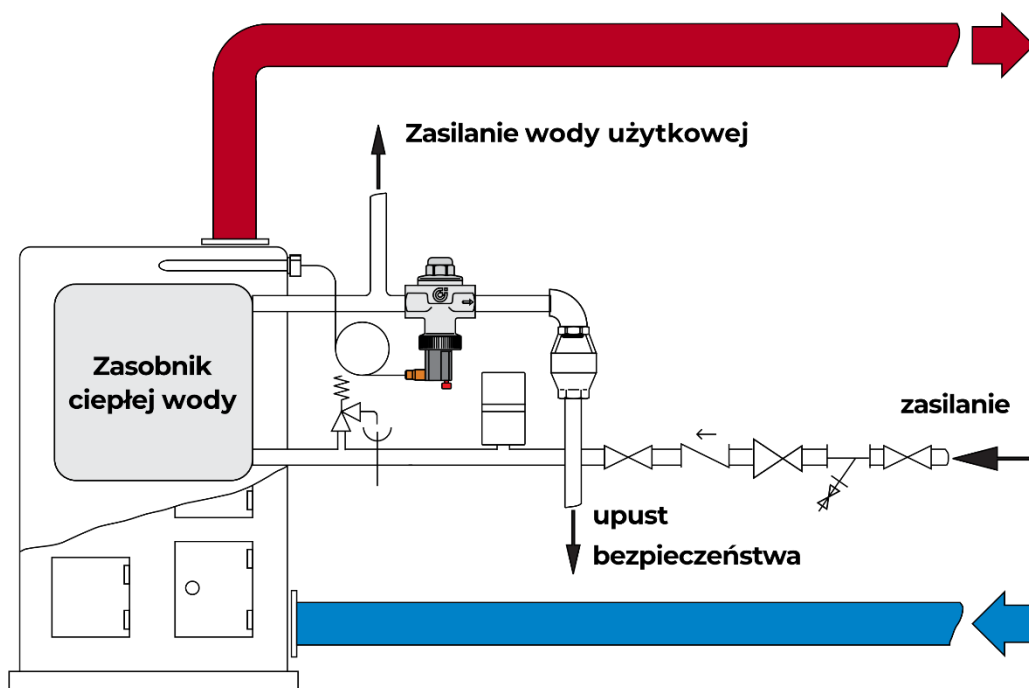 Zasilanie wody użytkowej
Zasobnik
ciepłej wody
zasilanie
upust
bezpieczeństwa